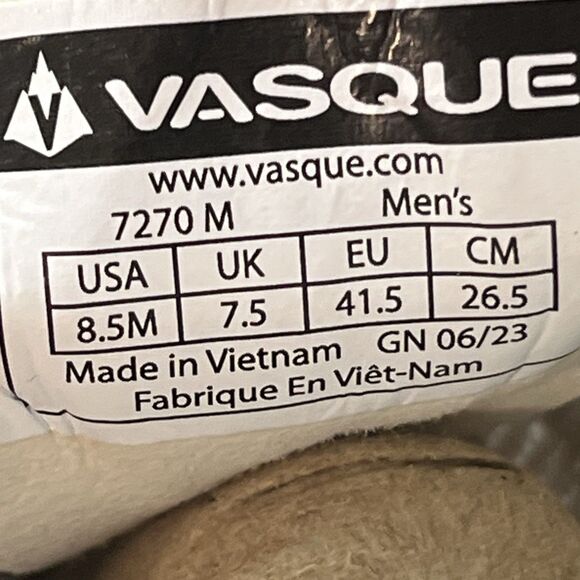 VASQUE
www.vasque.com
7270 M Men's
USA UK EU CM
8.5M 7.5 41.5 26.5
Made in Vietnam GN 06/23
Fabrique En Viêt-Nam